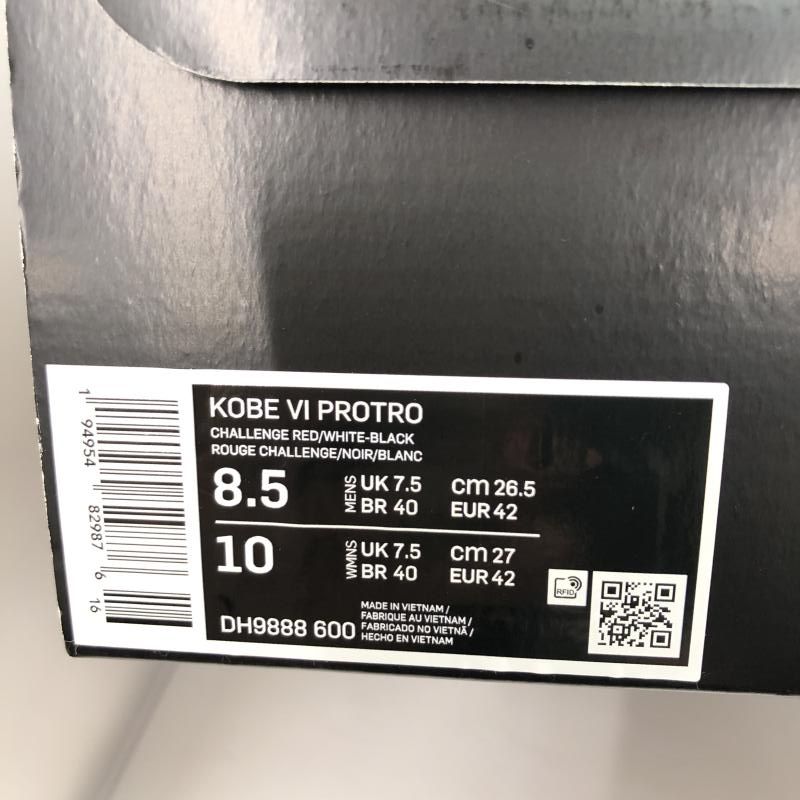 KOBE VI PROTRO
CHALLENGE RED/WHITE-BLACK
ROUGE CHALLENGE/NOIR/BLANC
8.5 MENS UK 7.5 cm 26.5
BR 40 EUR 42
10 WMNS UK 7.5 cm 27
BR 40 EUR 42
RFID
DH9888 600
MADE IN VIETNAM /
FABRIQUE AU VIETNAM /
FABRICADO NO VIETNÃ /
HECHO EN VIETNAM
1 94954 82987 6 16